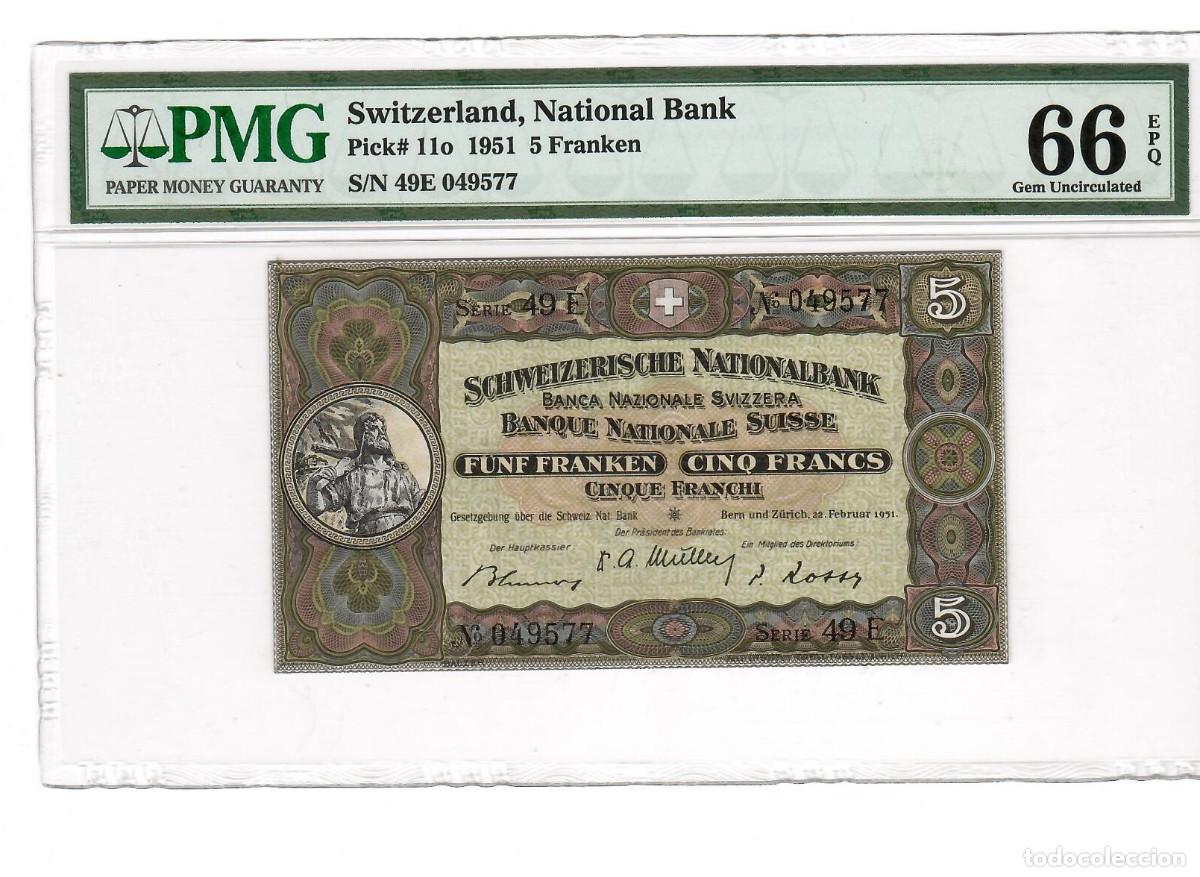 PMG
PAPER MONEY GUARANTY
Switzerland, National Bank
Pick# 11o 1951 5 Franken
S/N 49E 049577
66
EPQ
Gem Uncirculated
SERIE 49 E
No 049577
5
SCHWEIZERISCHE NATIONALBANK
BANCA NAZIONALE SVIZZERA
BANQUE NATIONALE SUISSE
FÜNF FRANKEN CINQ FRANCS
CINQUE FRANCHI
Gesetzgebung über die Schweiz. Nat. Bank Bern und Zürich, 22. Februar 1951.
Der Hauptkassier: Der Präsident des Bankrates: Ein Mitglied des Direktoriums:
No 049577
SERIE 49 E
5
BALZER
todocoleccion